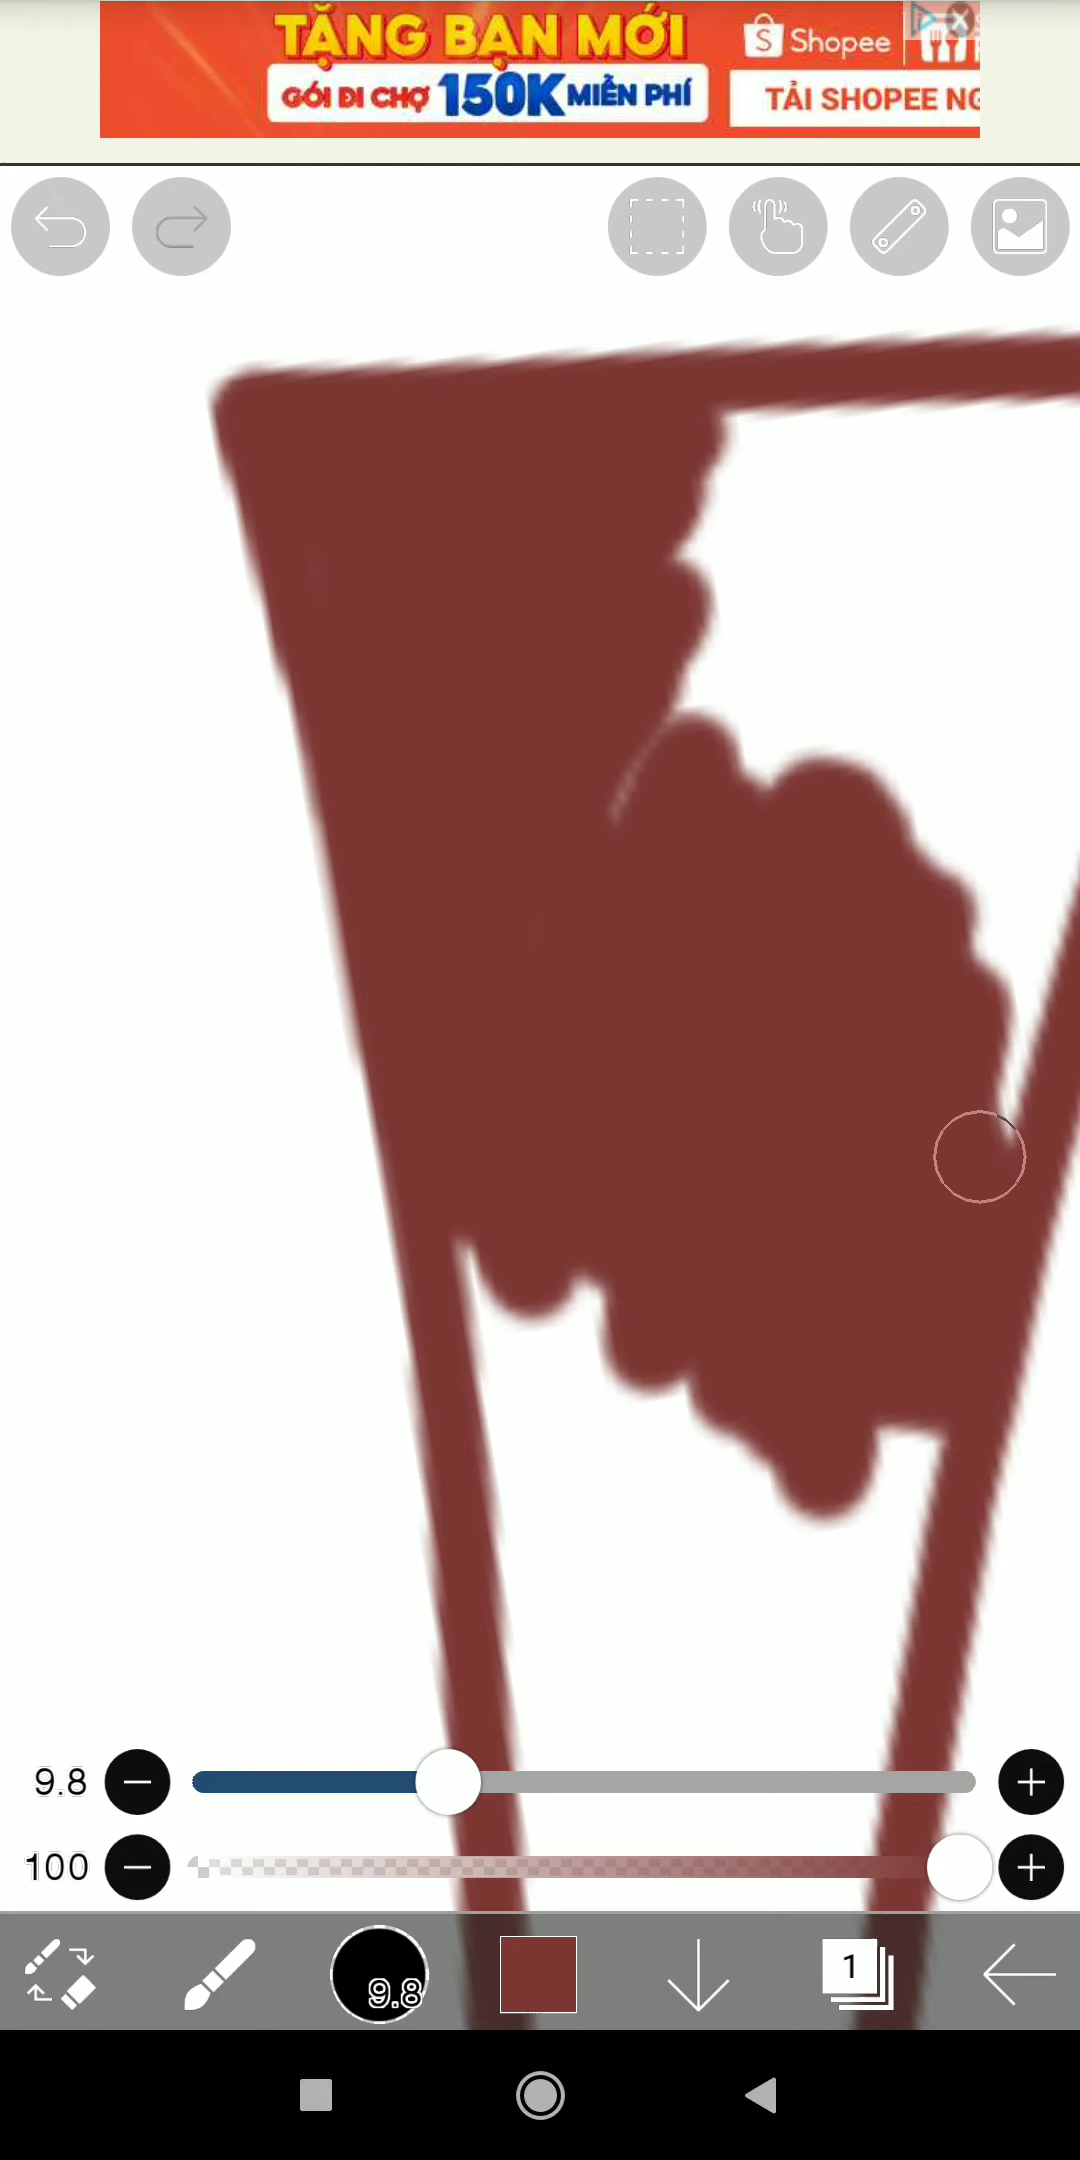 TẶNG BẠN MỚI
GÓI ĐI CHỢ 150K MIỄN PHÍ
Shopee
TẢI SHOPEE NG
9.8
100
9.8
1